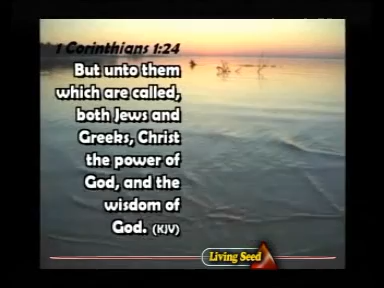 1 Corinthians 1:24
But unto them
which are called,
both Jews and
Greeks, Christ
the power of
God, and the
wisdom of
God. (KJV)
Living Seed